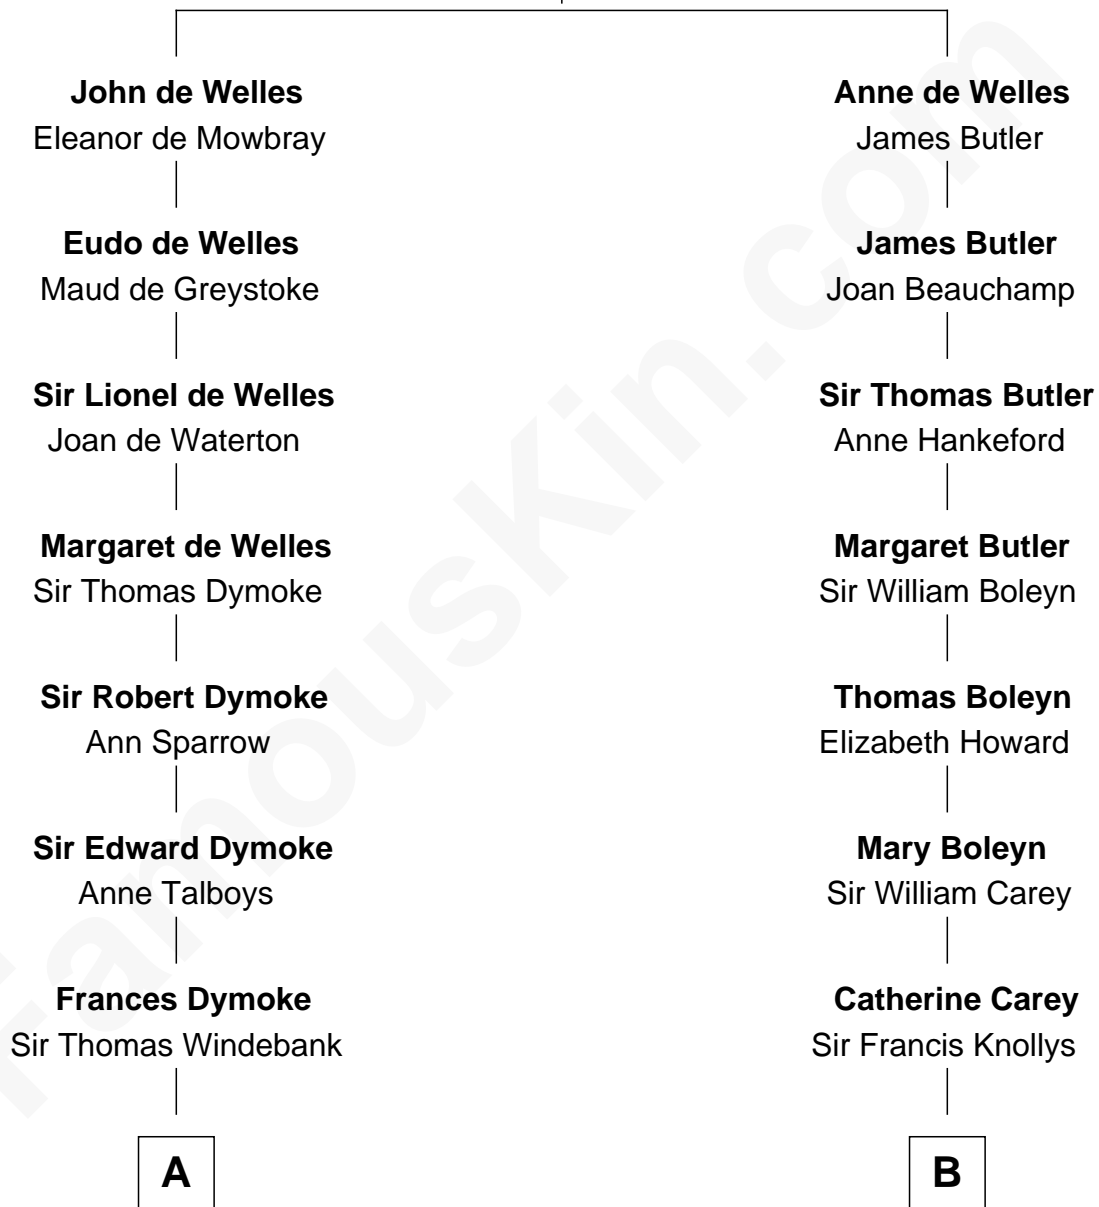 John de Welles
Eleanor de Mowbray
Anne de Welles
James Butler
Eudo de Welles
Maud de Greystoke
James Butler
Joan Beauchamp
Sir Lionel de Welles
Joan de Waterton
Sir Thomas Butler
Anne Hankeford
Margaret de Welles
Sir Thomas Dymoke
Margaret Butler
Sir William Boleyn
Sir Robert Dymoke
Ann Sparrow
Thomas Boleyn
Elizabeth Howard
Sir Edward Dymoke
Anne Talboys
Mary Boleyn
Sir William Carey
Frances Dymoke
Sir Thomas Windebank
Catherine Carey
Sir Francis Knollys
A
B
FamousKin.com